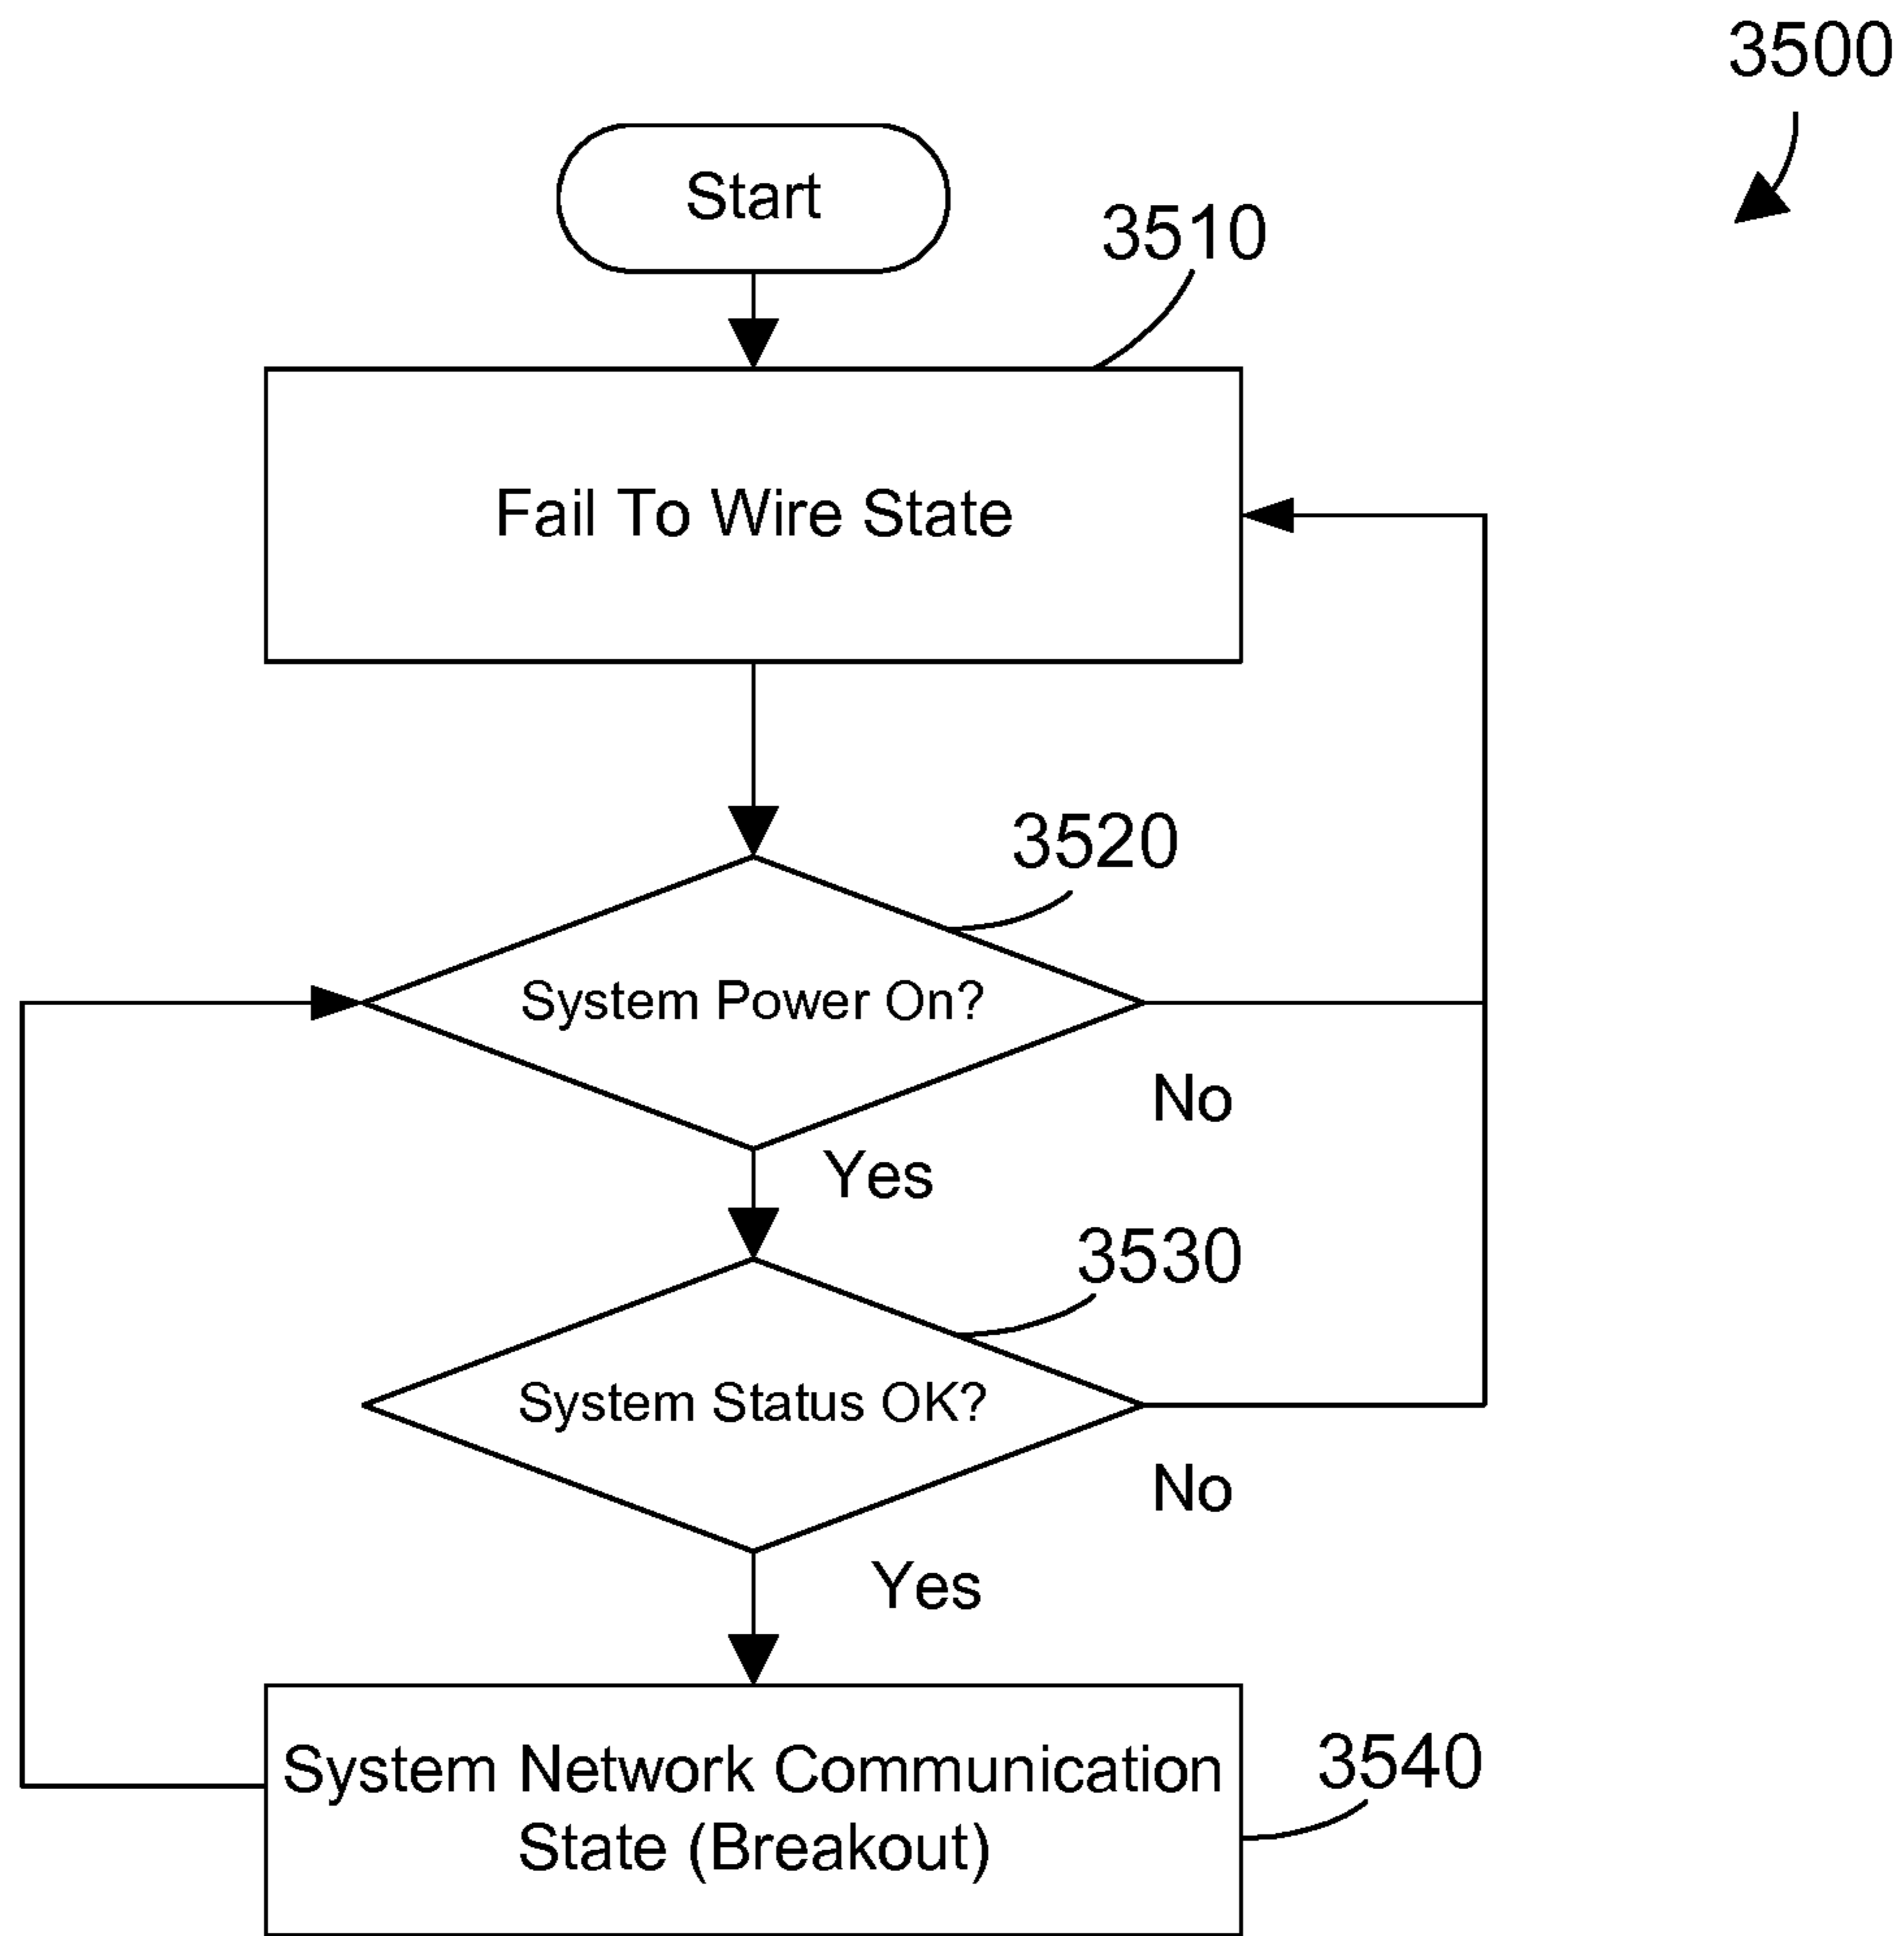 3500
Start
3510
Fail To Wire State
3520
System Power On?
No
Yes
3530
System Status OK?
No
Yes
System Network Communication
State (Breakout)
3540